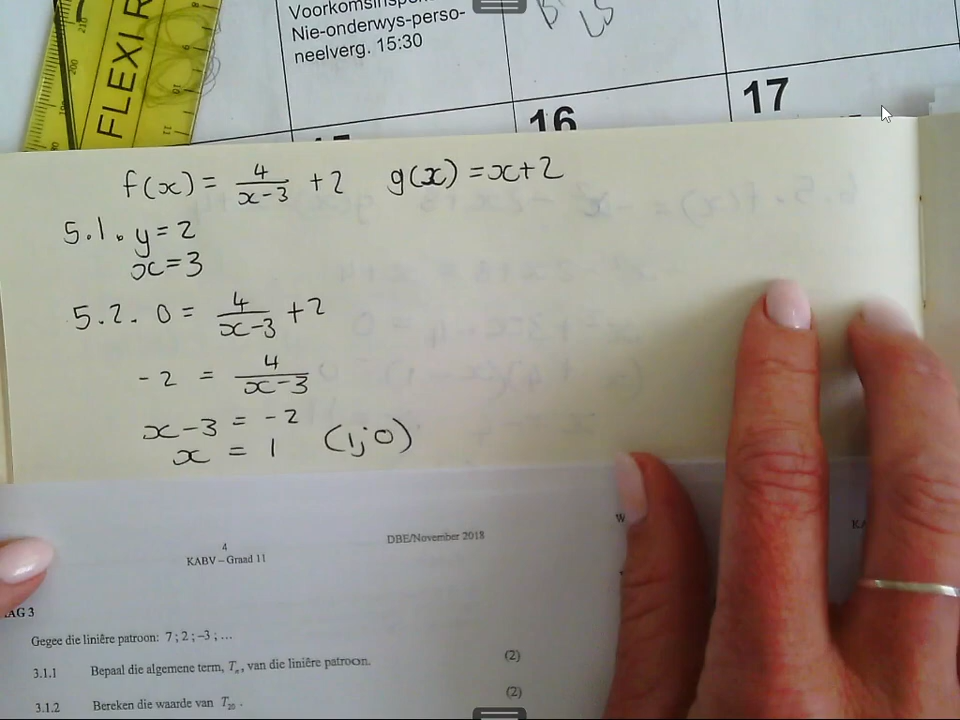 Nie-onderwys-perso-
neelverg. 15:30
FLEXI
16
17
f(x) = 4/(x-3) + 2 g(x) = x+2
5.1. y = 2
x = 3
5.2. 0 = 4/(x-3) + 2
-2 = 4/(x-3)
x-3 = -2
x = 1 (1;0)
4
DBE/November 2018
KABV – Graad 11
AG 3
Gegee die liniêre patroon: 7 ; 2 ; –3 ; …
3.1.1 Bepaal die algemene term, Tₙ, van die liniêre patroon. (2)
3.1.2 Bereken die waarde van T₂₀. (2)